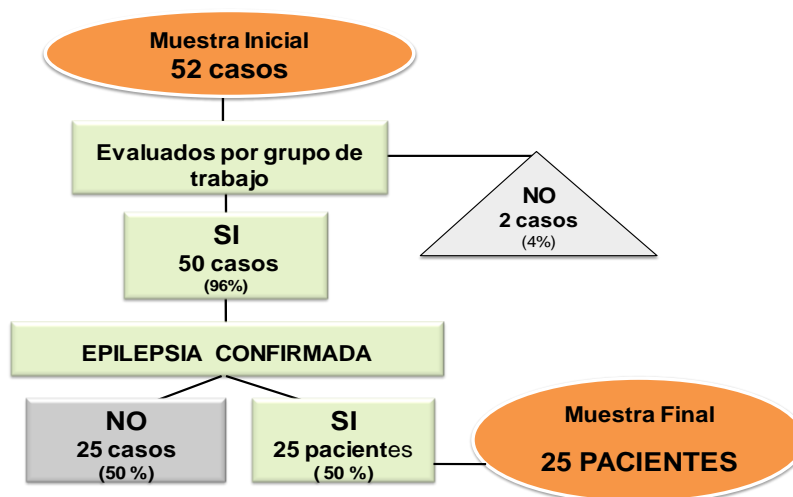 Muestra Inicial
52 casos
Evaluados por grupo de
trabajo
NO
2 casos
(4%)
SI
50 casos
(96%)
EPILEPSIA CONFIRMADA
NO
25 casos
(50 %)
SI
25 pacientes
( 50 %)
Muestra Final
25 PACIENTES